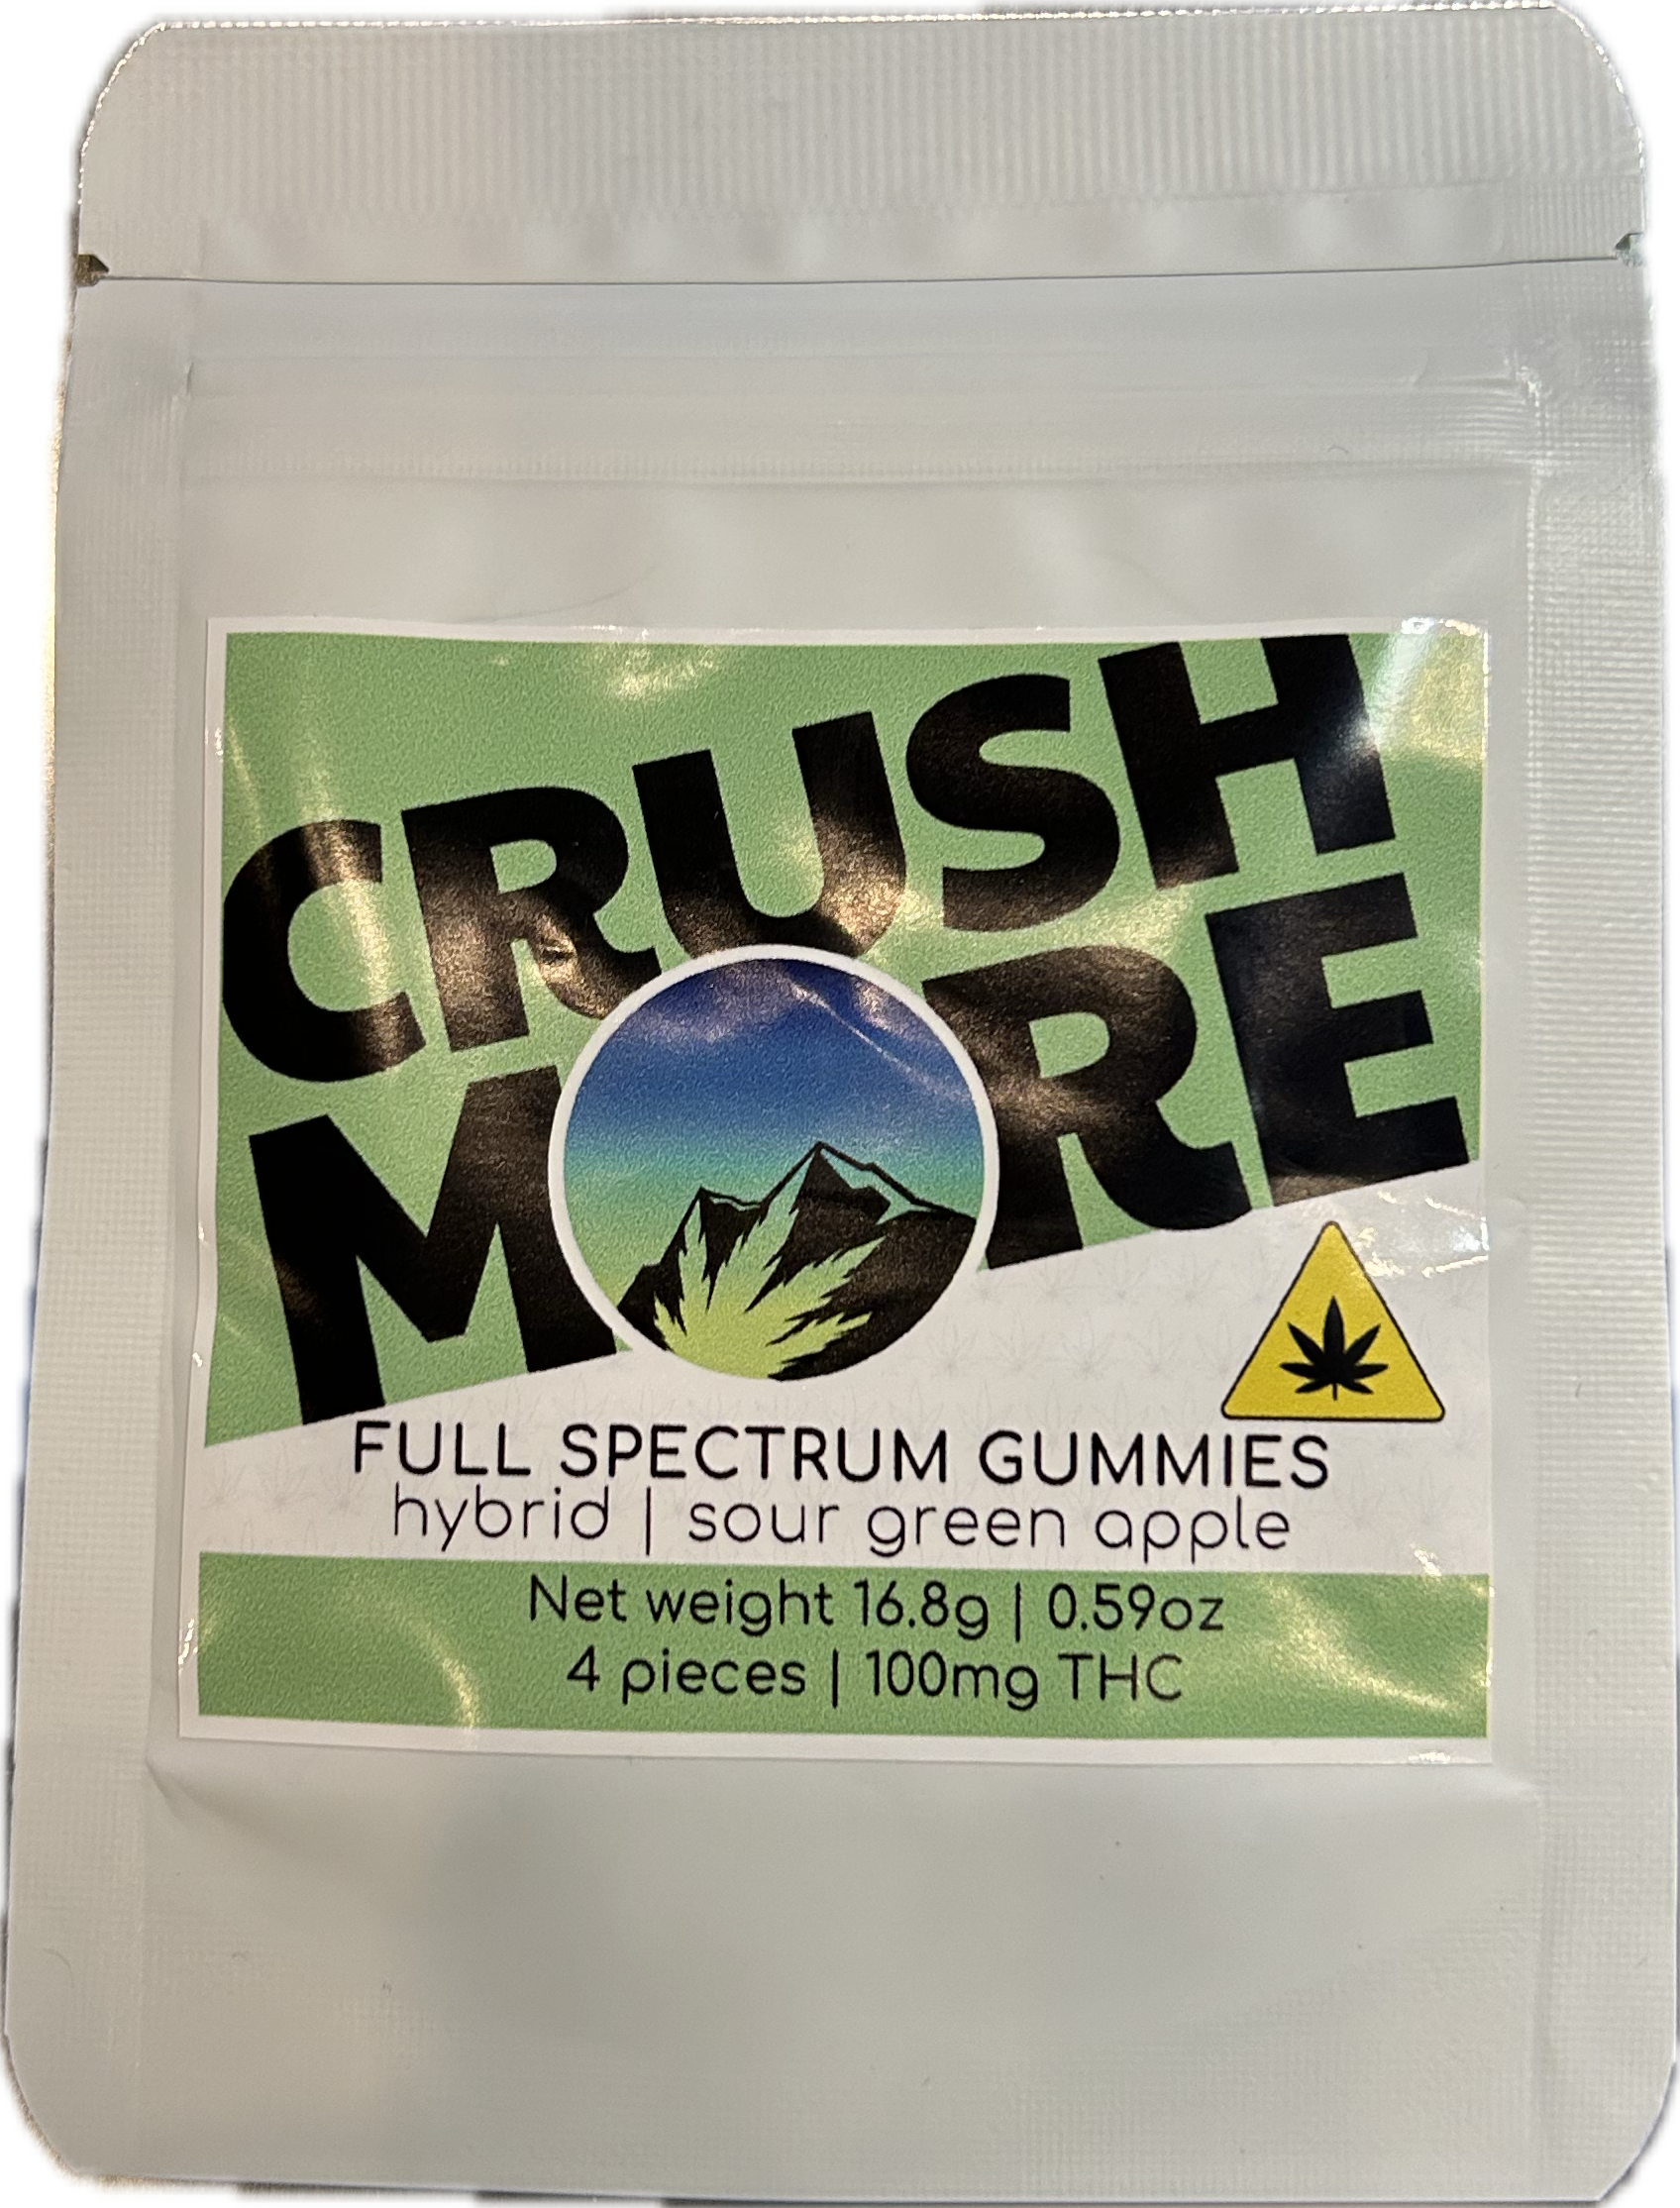 CRUSH
MORE
FULL SPECTRUM GUMMIES
hybrid | sour green apple
Net weight 16.8g | 0.59oz
4 pieces | 100mg THC